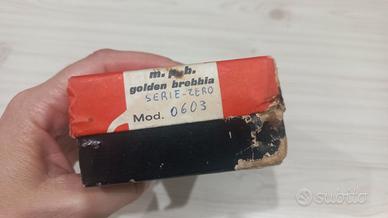 m.p.b.
golden brebbia
SERIE-ZERO
Mod. 0603
subito